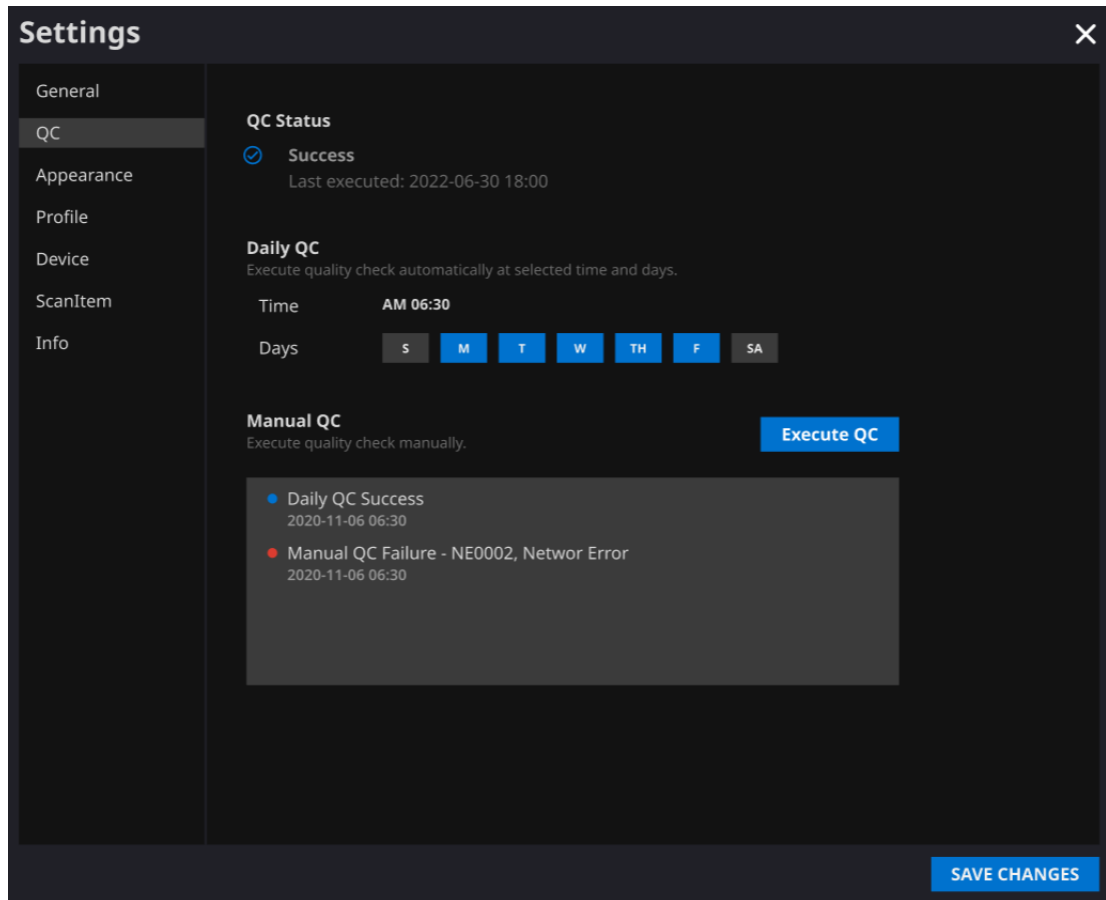 Settings
General
QC
Appearance
Profile
Device
ScanItem
Info
QC Status
Success
Last executed: 2022-06-30 18:00
Daily QC
Execute quality check automatically at selected time and days.
Time AM 06:30
Days S M T W TH F SA
Manual QC
Execute quality check manually.
Execute QC
Daily QC Success
2020-11-06 06:30
Manual QC Failure - NE0002, Networ Error
2020-11-06 06:30
SAVE CHANGES